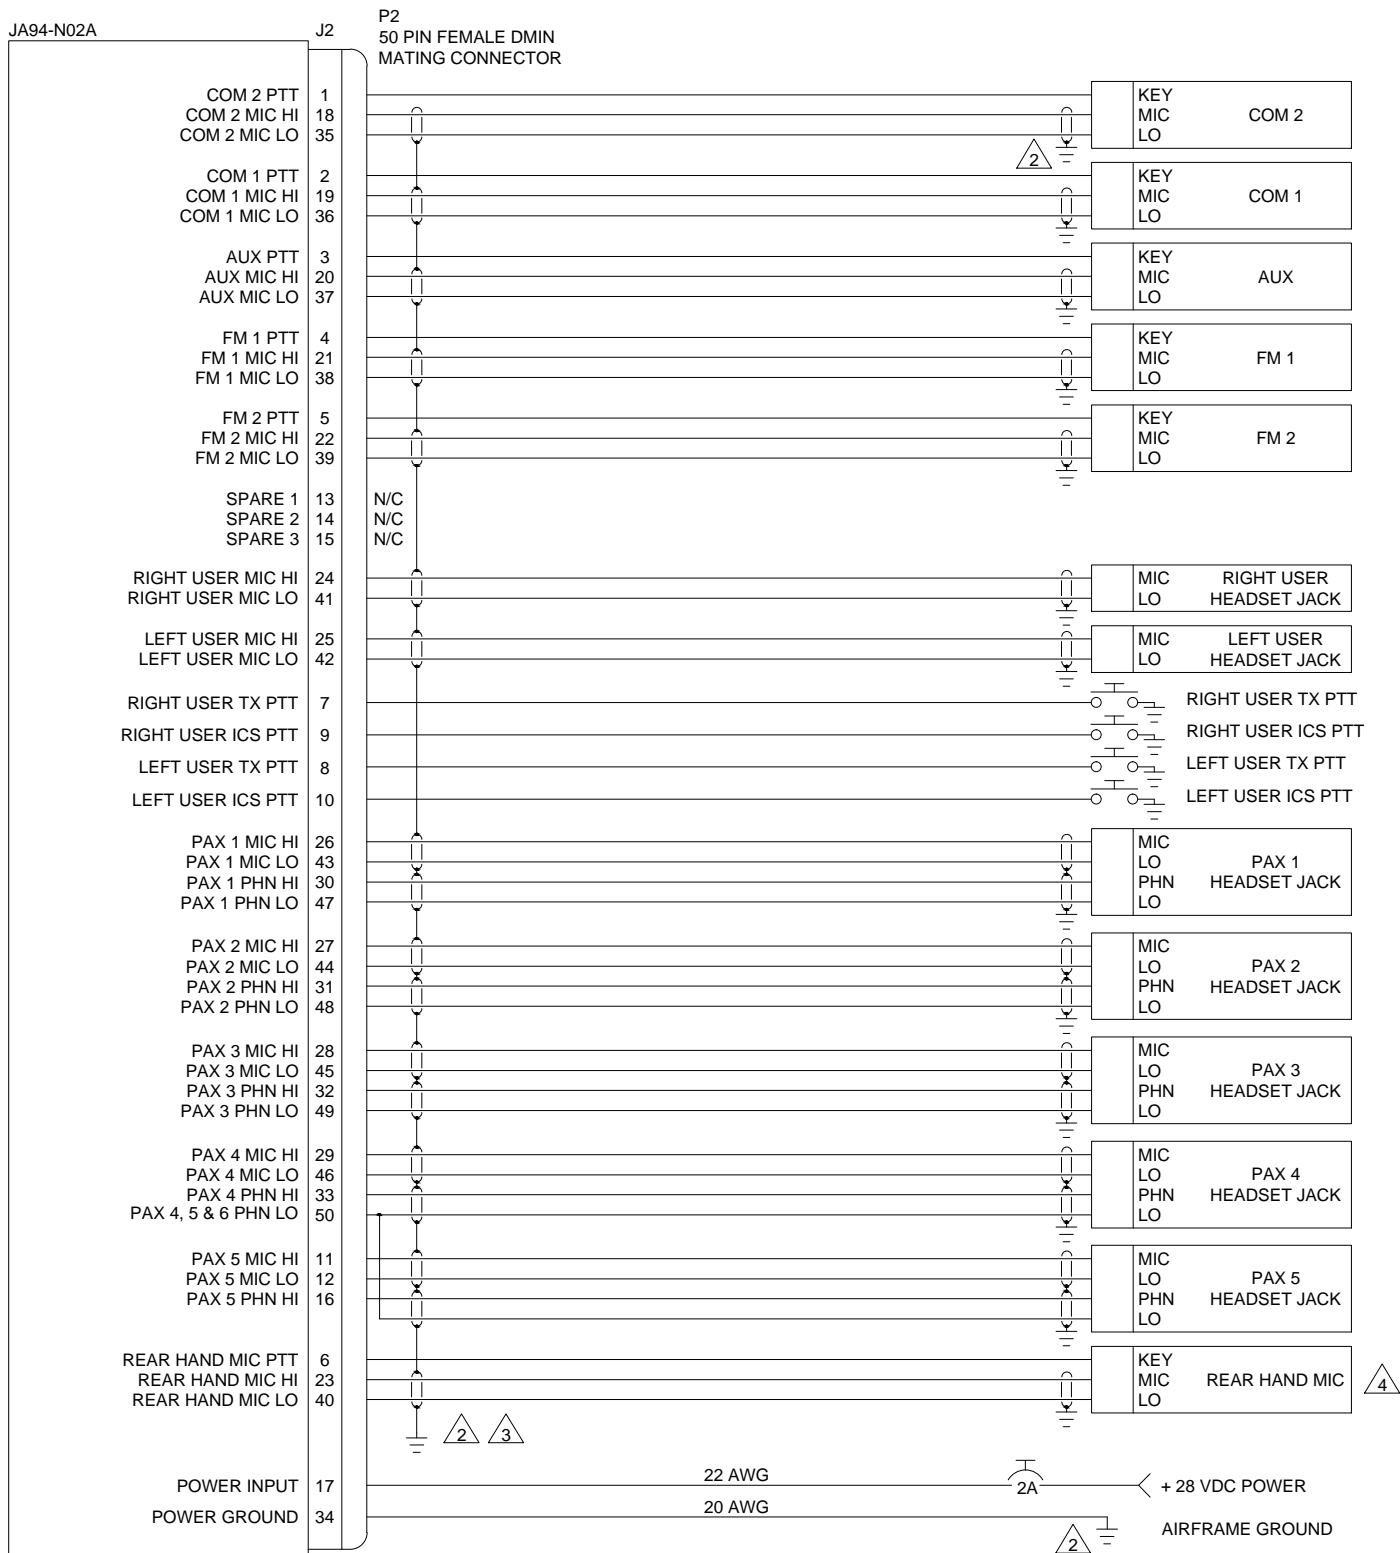 JA94-N02A J2 P2
50 PIN FEMALE DMIN
MATING CONNECTOR
COM 2 PTT 1 KEY
COM 2 MIC HI 18 MIC COM 2
COM 2 MIC LO 35 LO
2
COM 1 PTT 2 KEY
COM 1 MIC HI 19 MIC COM 1
COM 1 MIC LO 36 LO
AUX PTT 3 KEY
AUX MIC HI 20 MIC AUX
AUX MIC LO 37 LO
FM 1 PTT 4 KEY
FM 1 MIC HI 21 MIC FM 1
FM 1 MIC LO 38 LO
FM 2 PTT 5 KEY
FM 2 MIC HI 22 MIC FM 2
FM 2 MIC LO 39 LO
SPARE 1 13 N/C
SPARE 2 14 N/C
SPARE 3 15 N/C
RIGHT USER MIC HI 24 MIC RIGHT USER
RIGHT USER MIC LO 41 LO HEADSET JACK
LEFT USER MIC HI 25 MIC LEFT USER
LEFT USER MIC LO 42 LO HEADSET JACK
RIGHT USER TX PTT 7 RIGHT USER TX PTT
RIGHT USER ICS PTT 9 RIGHT USER ICS PTT
LEFT USER TX PTT 8 LEFT USER TX PTT
LEFT USER ICS PTT 10 LEFT USER ICS PTT
PAX 1 MIC HI 26 MIC
PAX 1 MIC LO 43 LO PAX 1
PAX 1 PHN HI 30 PHN HEADSET JACK
PAX 1 PHN LO 47 LO
PAX 2 MIC HI 27 MIC
PAX 2 MIC LO 44 LO PAX 2
PAX 2 PHN HI 31 PHN HEADSET JACK
PAX 2 PHN LO 48 LO
PAX 3 MIC HI 28 MIC
PAX 3 MIC LO 45 LO PAX 3
PAX 3 PHN HI 32 PHN HEADSET JACK
PAX 3 PHN LO 49 LO
PAX 4 MIC HI 29 MIC
PAX 4 MIC LO 46 LO PAX 4
PAX 4 PHN HI 33 PHN HEADSET JACK
PAX 4, 5 & 6 PHN LO 50 LO
PAX 5 MIC HI 11 MIC
PAX 5 MIC LO 12 LO PAX 5
PAX 5 PHN HI 16 PHN HEADSET JACK
LO
REAR HAND MIC PTT 6 KEY
REAR HAND MIC HI 23 MIC REAR HAND MIC 4
REAR HAND MIC LO 40 LO
2 3
POWER INPUT 17 22 AWG 2A + 28 VDC POWER
POWER GROUND 34 20 AWG 2 AIRFRAME GROUND